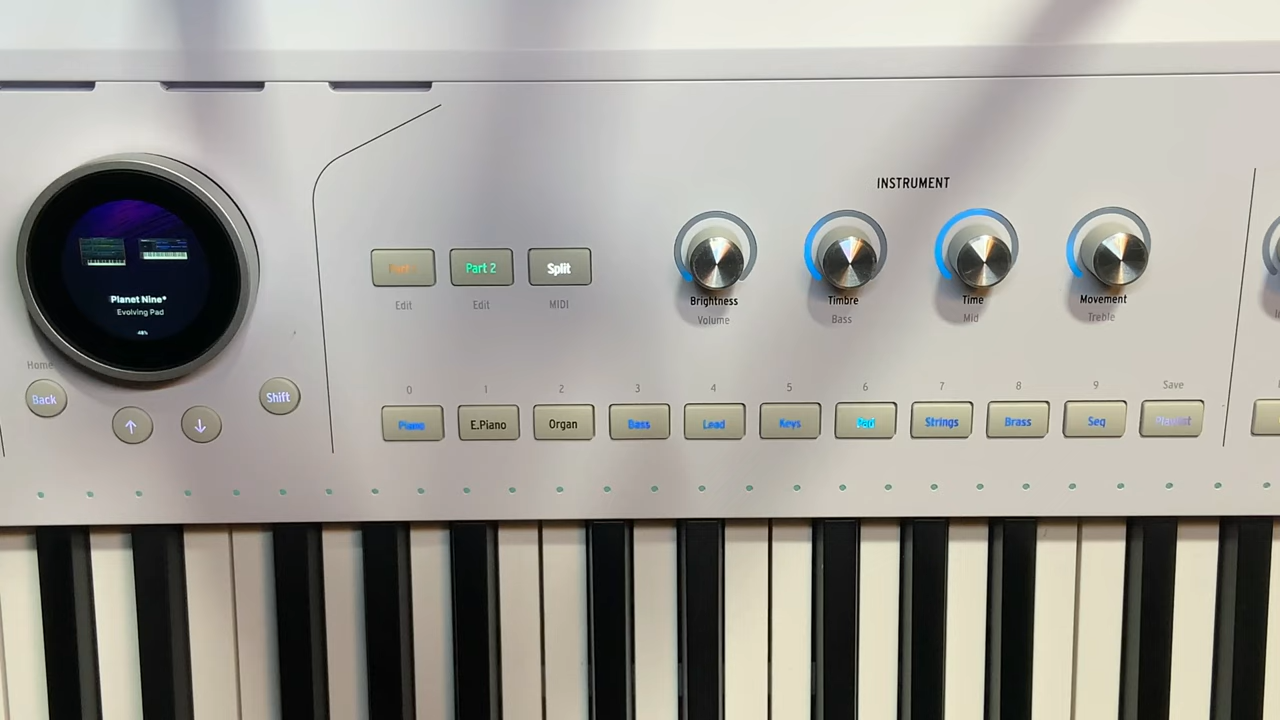 INSTRUMENT
Part 2
Split
Edit
Edit
MIDI
Planet Nine*
Evolving Pad
Brightness
Timbre
Time
Movement
Volume
Bass
Mid
Treble
Home
Back
Shift
0
1
2
3
4
5
6
7
8
9
Save
Piano
E.Piano
Organ
Bass
Lead
Keys
Pad
Strings
Brass
Seq
Playlist